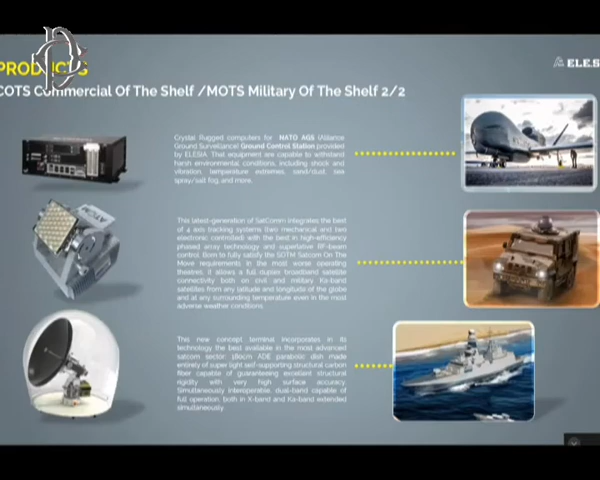 PRODUCTS
ELE.S
COTS Commercial Of The Shelf /MOTS Military Of The Shelf 2/2
Crystal Rugged computers for NATO AGS (Alliance
Ground Surveillance) Ground Control Station provided
by ELESIA. That equipment are capable to withstand
harsh environmental conditions, including shock and
vibration, temperature extremes, sand/dust, sea
spray/salt fog, and more.
This latest-generation of SatComm integrates the best
of 4 axis tracking systems (two mechanical and two
electronic controlled) with the best in high-efficiency
phased array technology and superlative RF-beam
control. Born to fully satisfy the SOTM Satcom On The
Move requirements in the most worse operating
theatres, it allows a full duplex broadband satellite
connectivity both on civil and military Ka-band
satellites from any latitude and longitude of the globe
and at any surrounding temperature even in the most
adverse weather conditions.
This new concept terminal incorporates in its
technology the best available in the most advanced
satcom sector: 180cm ADE parabolic dish made
entirely of super light self-supporting structural carbon
fiber capable of guaranteeing excellent structural
rigidity with very high surface accuracy.
Simultaneously interoperable, dual-band capable of
full operation both in X-band and Ka-band extended
simultaneously.